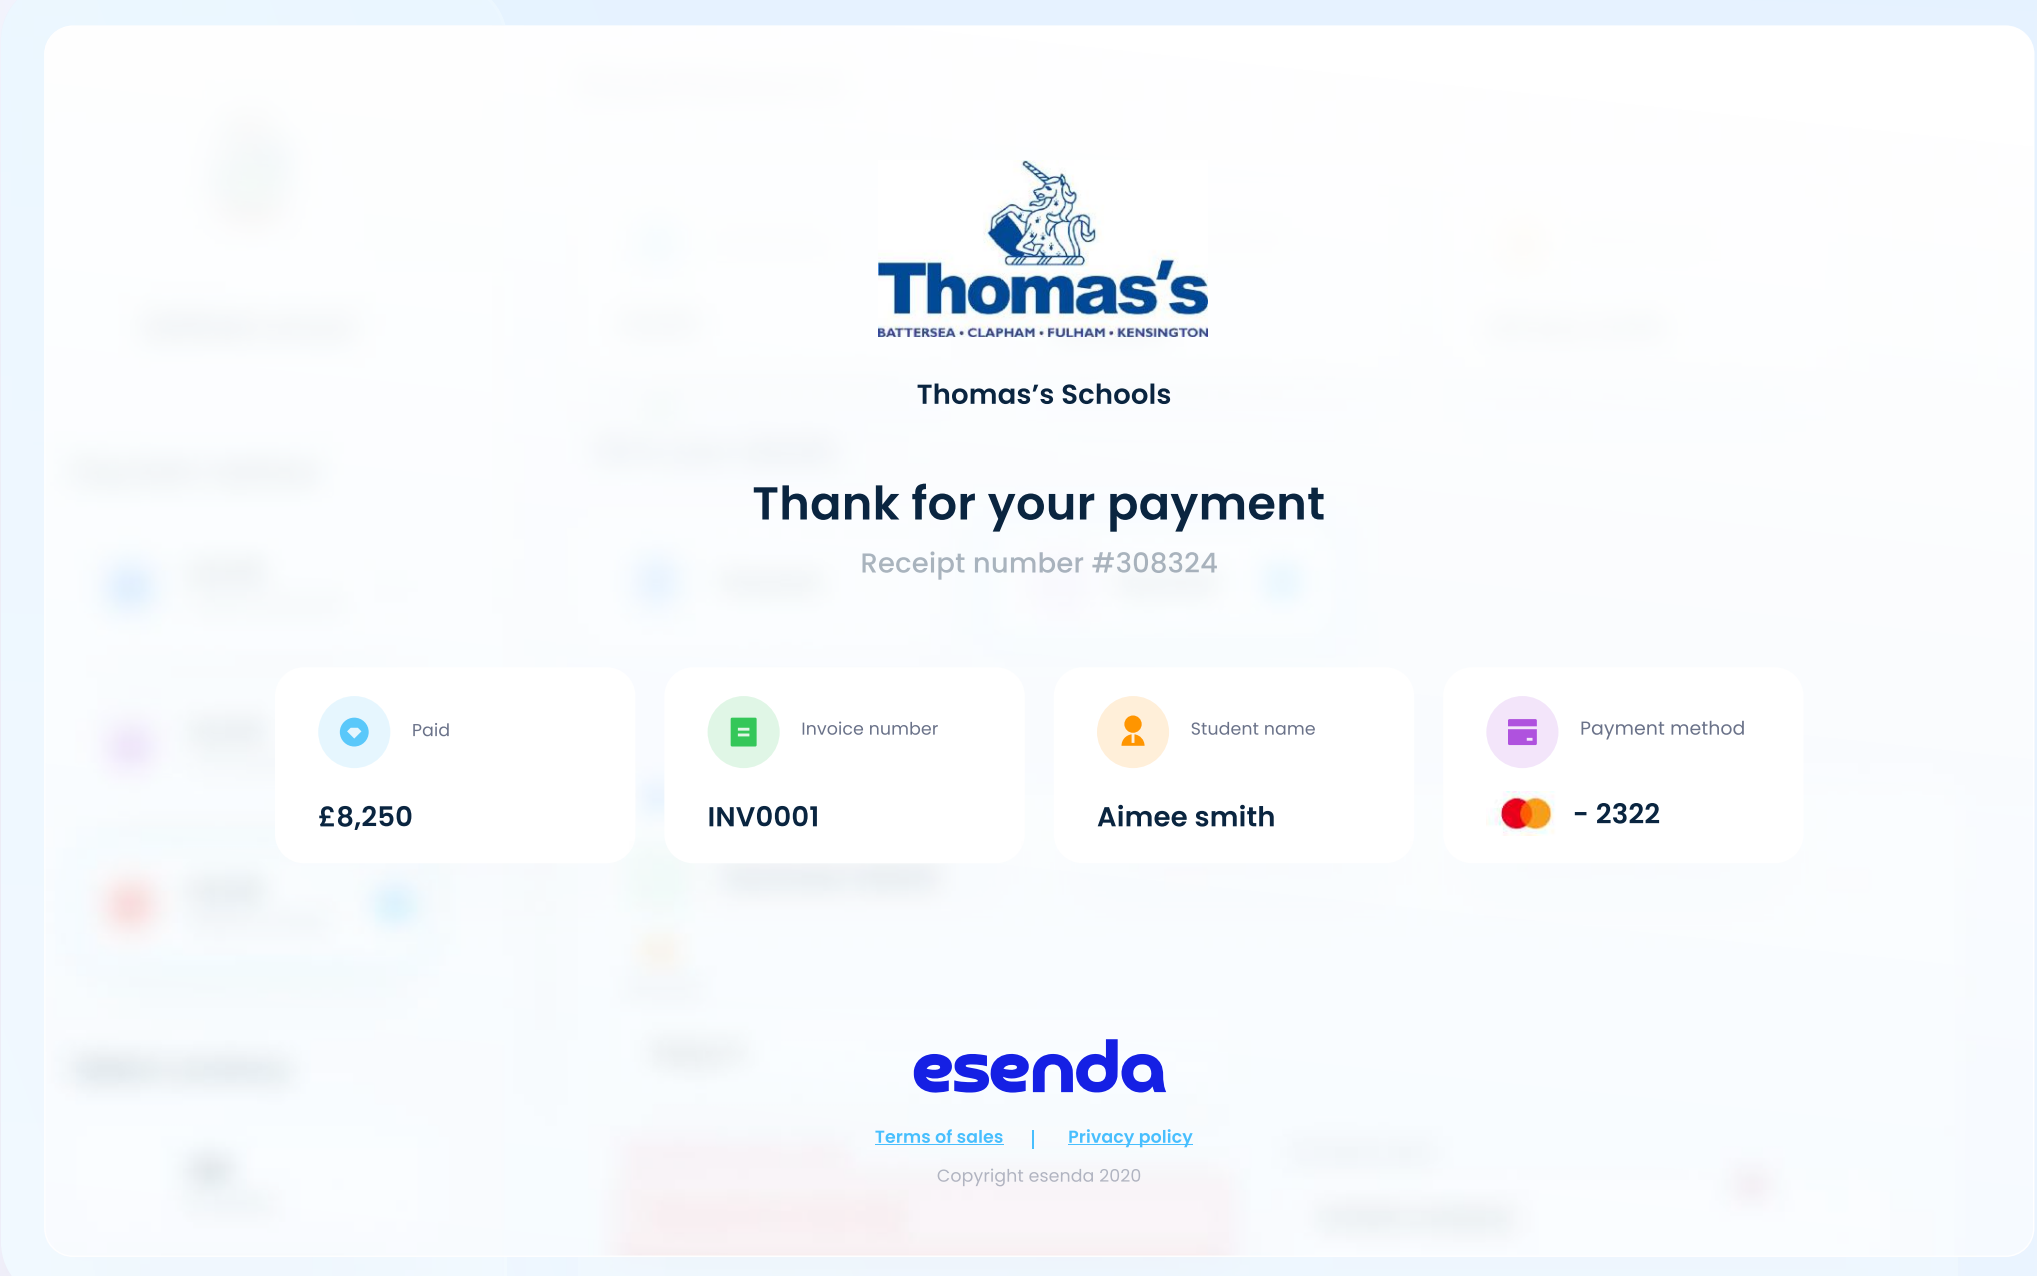 Thomas's
BATTERSEA • CLAPHAM • FULHAM • KENSINGTON
Thomas’s Schools
Thank for your payment
Receipt number #308324
Paid
£8,250
Invoice number
INV0001
Student name
Aimee smith
Payment method
- 2322
esenda
Terms of sales | Privacy policy
Copyright esenda 2020